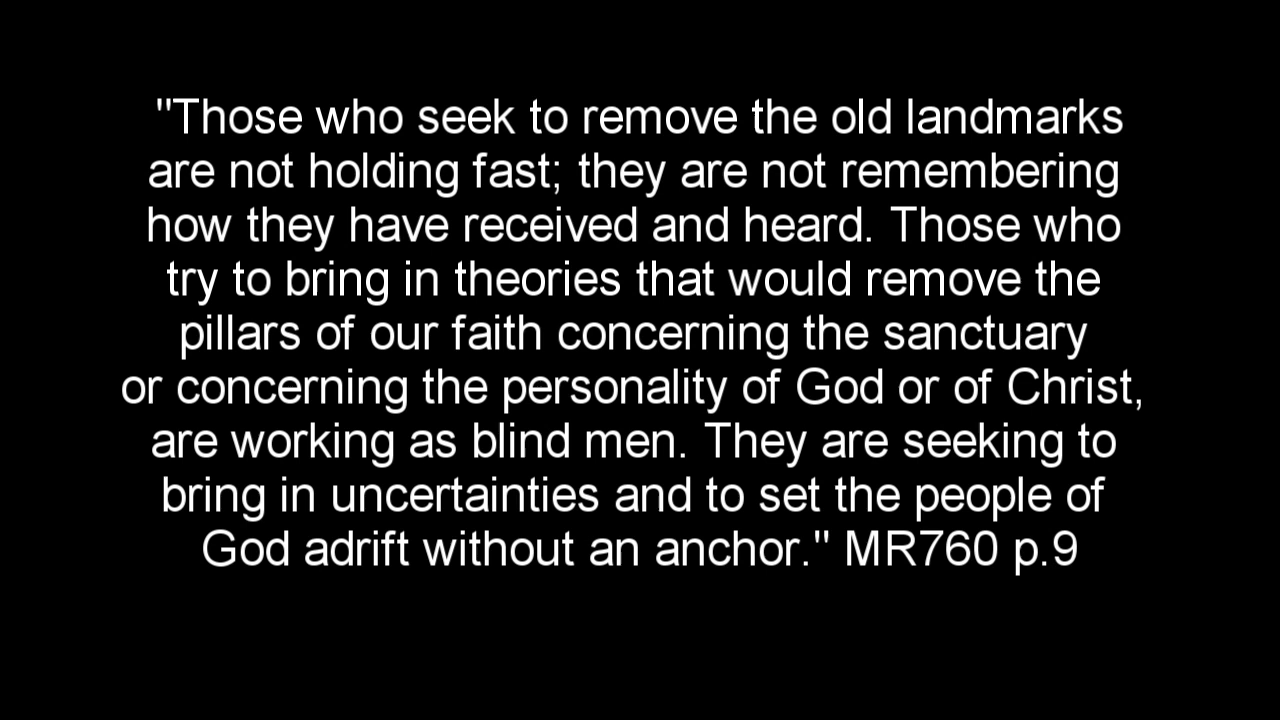 "Those who seek to remove the old landmarks
are not holding fast; they are not remembering
how they have received and heard. Those who
try to bring in theories that would remove the
pillars of our faith concerning the sanctuary
or concerning the personality of God or of Christ,
are working as blind men. They are seeking to
bring in uncertainties and to set the people of
God adrift without an anchor." MR760 p.9